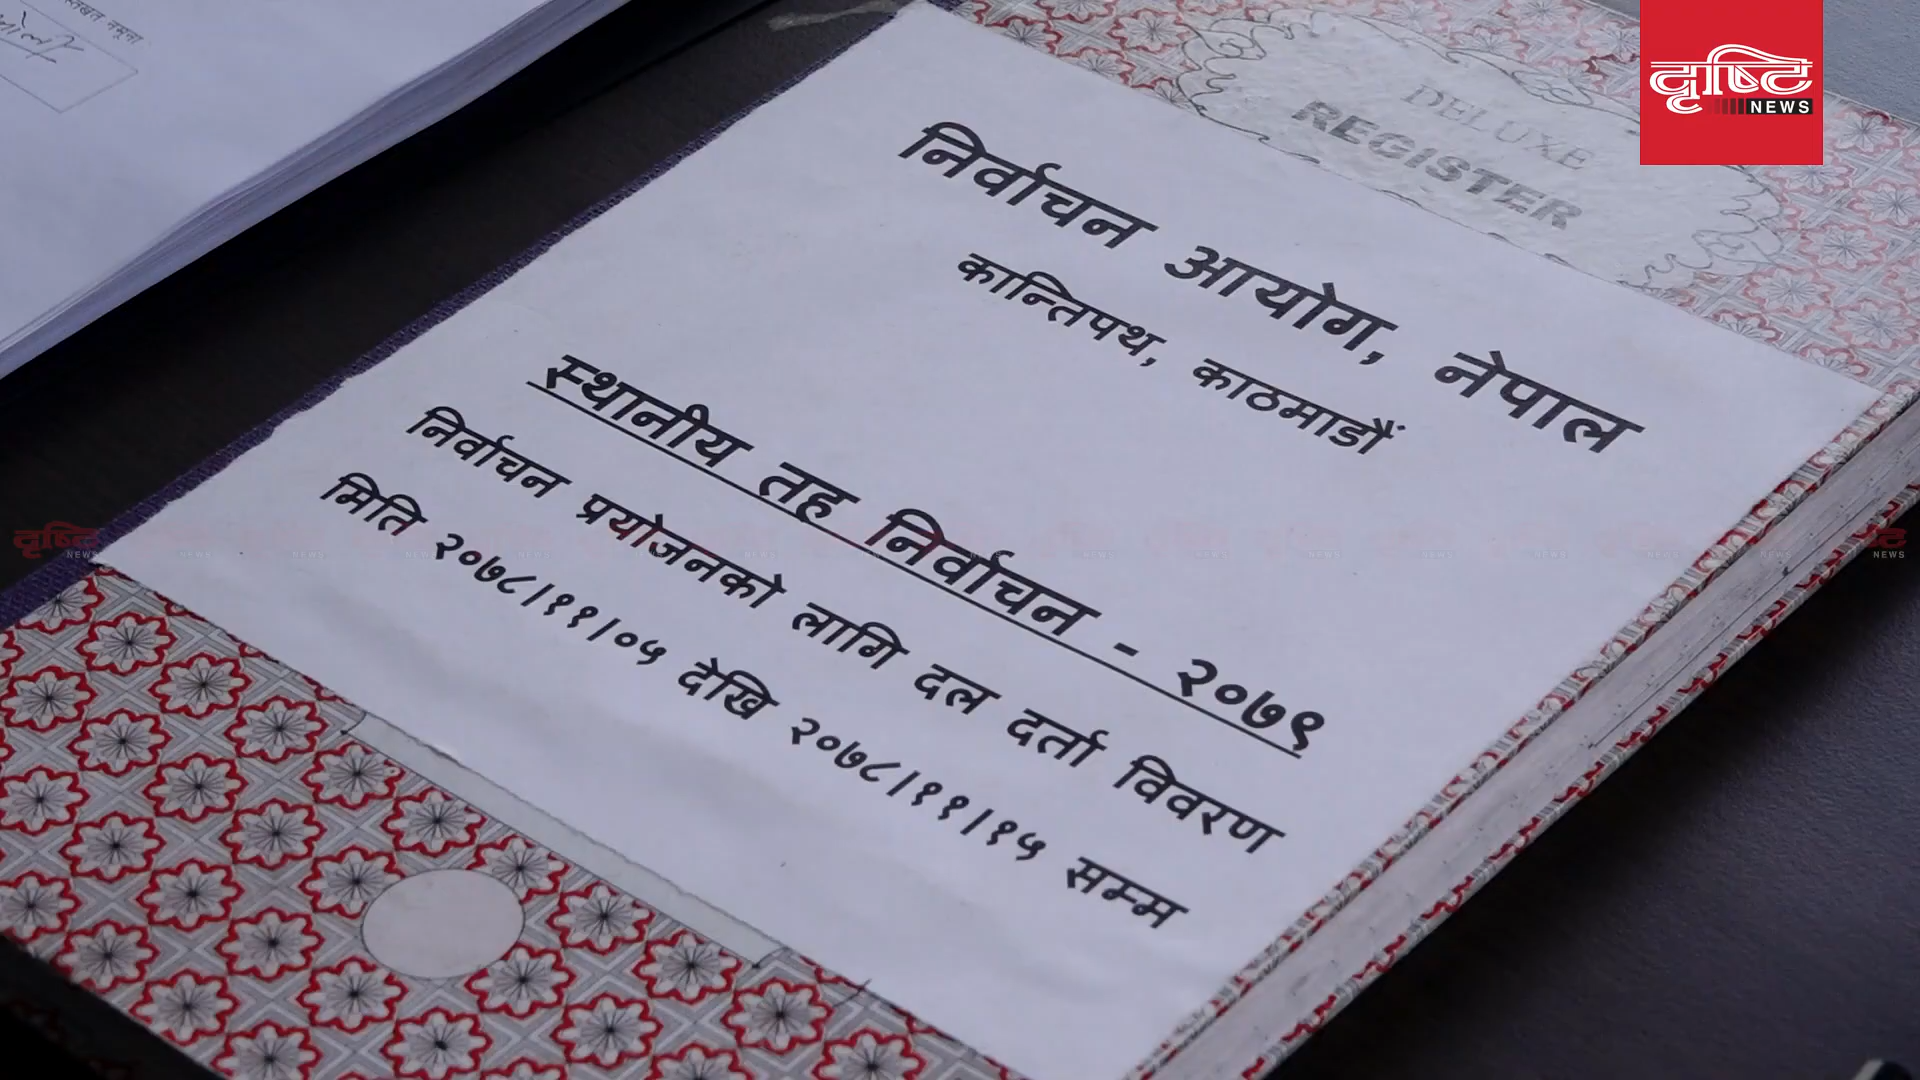 दृष्टि
NEWS
DELUXE
REGISTER
निर्वाचन आयोग, नेपाल
कान्तिपथ, काठमाडौं
स्थानीय तह निर्वाचन - २०७९
निर्वाचन प्रयोजनको लागि दल दर्ता विवरण
मिति २०७८।११।०५ देखि २०७८।११।१५ सम्म
दृष्टि
NEWS